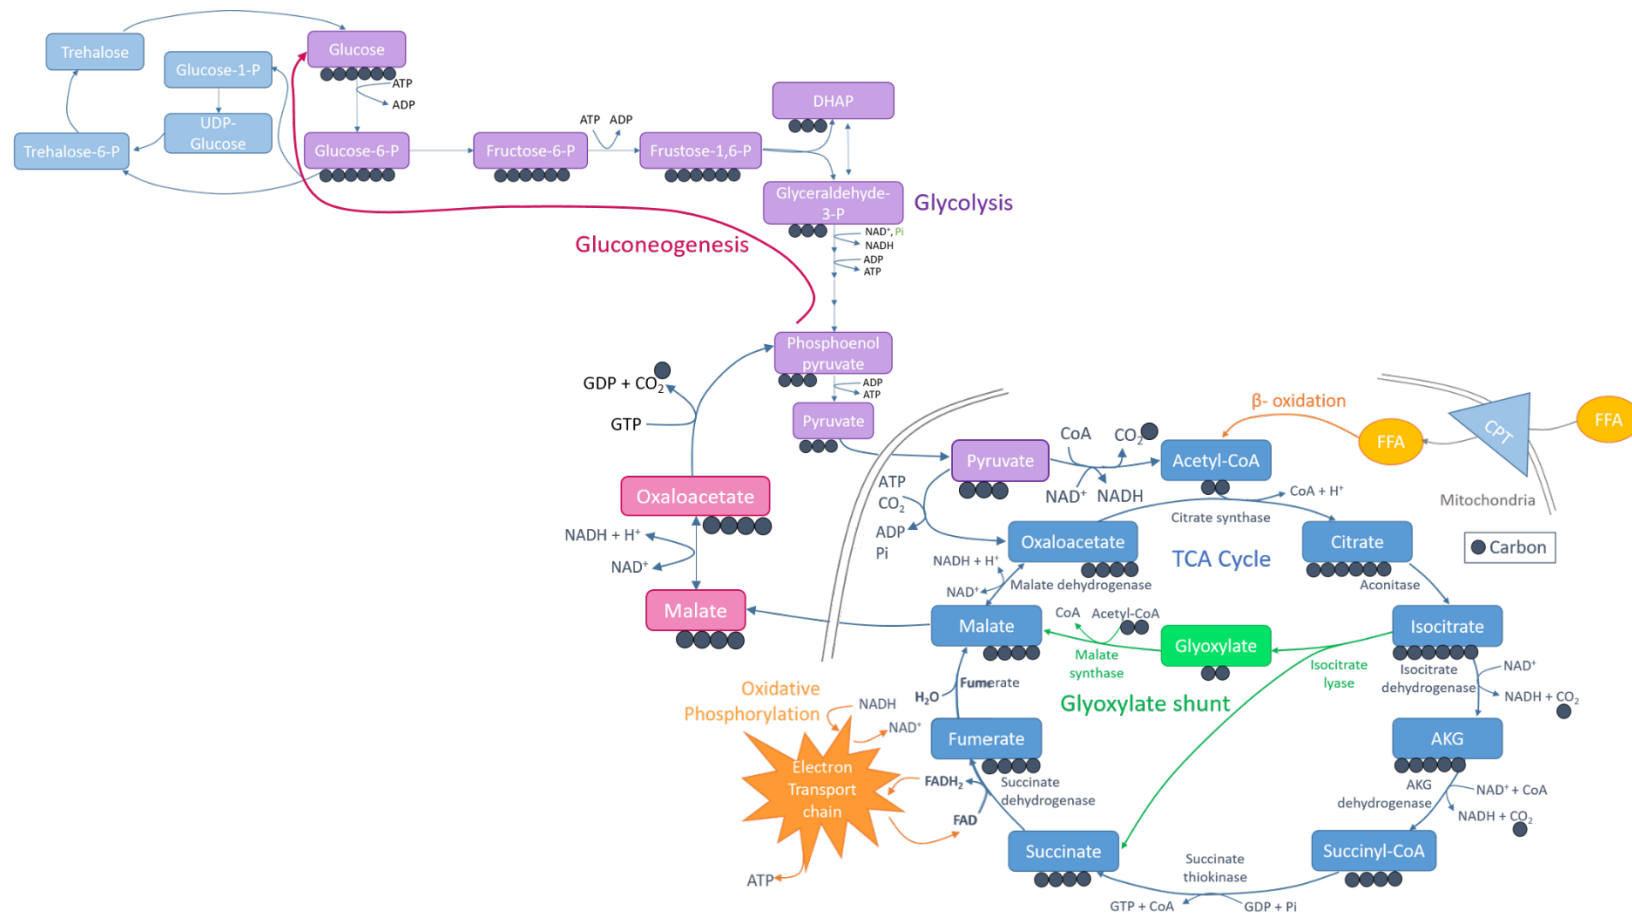 Trehalose
Glucose-1-P
UDP-
Glucose
Trehalose-6-P
Glucose
ATP
ADP
Glucose-6-P
Fructose-6-P
ATP
ADP
Frustose-1,6-P
DHAP
Glyceraldehyde-
3-P
Glycolysis
NAD⁺, Pi
NADH
ADP
ATP
Gluconeogenesis
Phosphoenol
pyruvate
ADP
ATP
Pyruvate
GDP + CO₂
GTP
Oxaloacetate
NADH + H⁺
NAD⁺
Malate
Pyruvate
CoA
CO₂
NAD⁺
NADH
Acetyl-CoA
β- oxidation
FFA
CPT
FFA
Mitochondria
Carbon
ATP
CO₂
ADP
Pi
Oxaloacetate
CoA + H⁺
Citrate synthase
Citrate
TCA Cycle
Aconitase
NADH + H⁺
NAD⁺
Malate dehydrogenase
Malate
CoA
Acetyl-CoA
Malate
synthase
Glyoxylate
Isocitrate
lyase
Isocitrate
Isocitrate
dehydrogenase
NAD⁺
NADH + CO₂
Glyoxylate shunt
H₂O
Fumerate
Fumerate
AKG
AKG
dehydrogenase
NAD⁺ + CoA
NADH + CO₂
Oxidative
Phosphorylation
NADH
NAD⁺
Electron
Transport
chain
FADH₂
FAD
ATP
Succinate
dehydrogenase
Succinate
Succinate
thiokinase
GTP + CoA
GDP + Pi
Succinyl-CoA